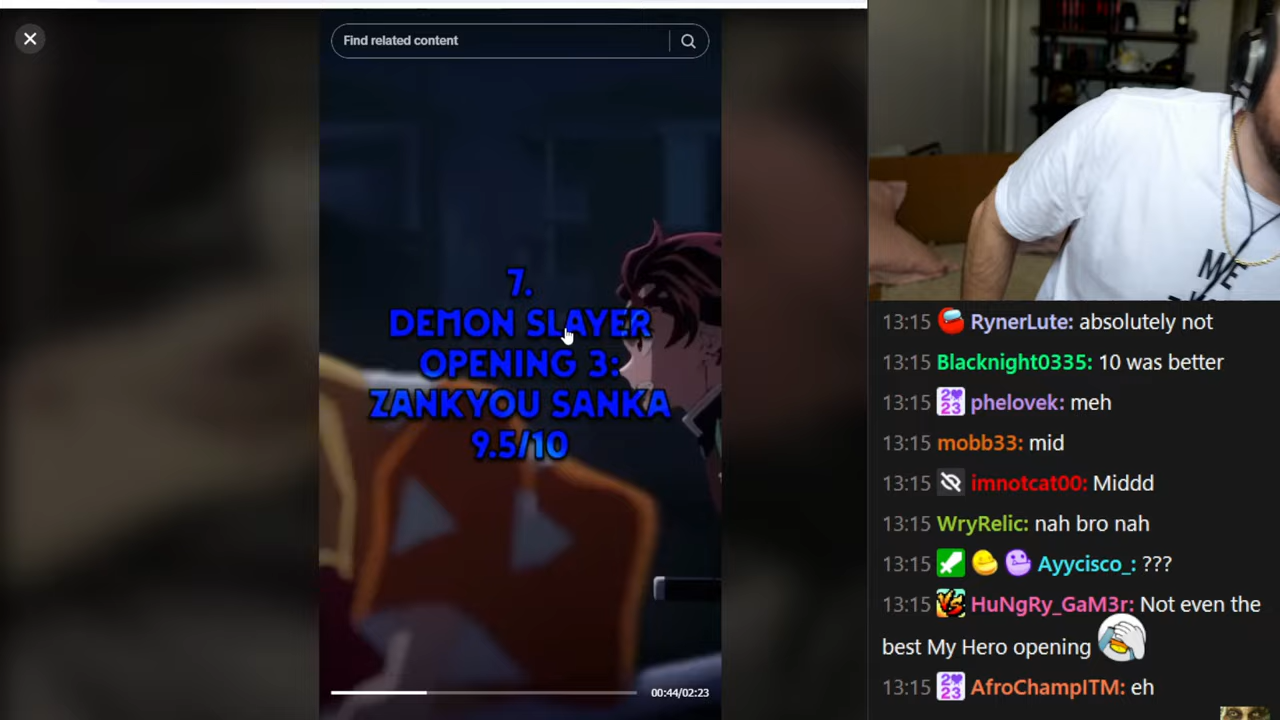 Find related content
7.
DEMON SLAYER
OPENING 3:
ZANKYOU SANKA
9.5/10
00:44/02:23
ME
13:15 RynerLute: absolutely not
13:15 Blacknight0335: 10 was better
13:15 phelovek: meh
13:15 mobb33: mid
13:15 imnotcat00: Middd
13:15 WryRelic: nah bro nah
13:15 Ayycisco_: ???
13:15 HuNgRy_GaM3r: Not even the
best My Hero opening
13:15 AfroChampITM: eh